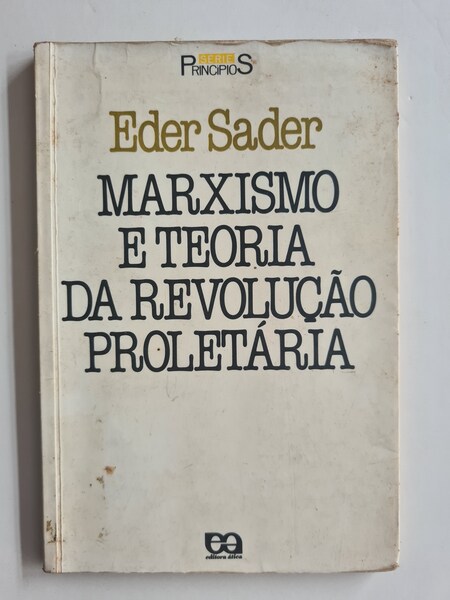 SÉRIE
PRINCÍPIOS
Eder Sader
MARXISMO
E TEORIA
DA REVOLUÇÃO
PROLETÁRIA
editora ática